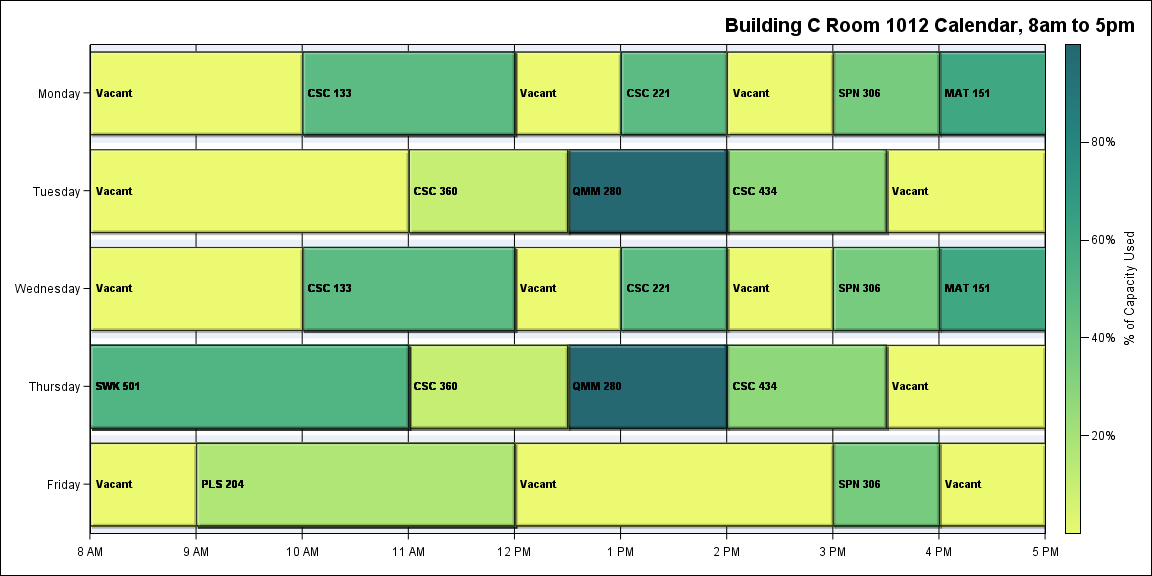 Building C Room 1012 Calendar, 8am to 5pm
Monday
Vacant
CSC 133
Vacant
CSC 221
Vacant
SPN 306
MAT 151
Tuesday
Vacant
CSC 360
QMM 280
CSC 434
Vacant
Wednesday
Vacant
CSC 133
Vacant
CSC 221
Vacant
SPN 306
MAT 151
Thursday
SWK 501
CSC 360
QMM 280
CSC 434
Vacant
Friday
Vacant
PLS 204
Vacant
SPN 306
Vacant
8 AM
9 AM
10 AM
11 AM
12 PM
1 PM
2 PM
3 PM
4 PM
5 PM
80%
60%
40%
20%
% of Capacity Used